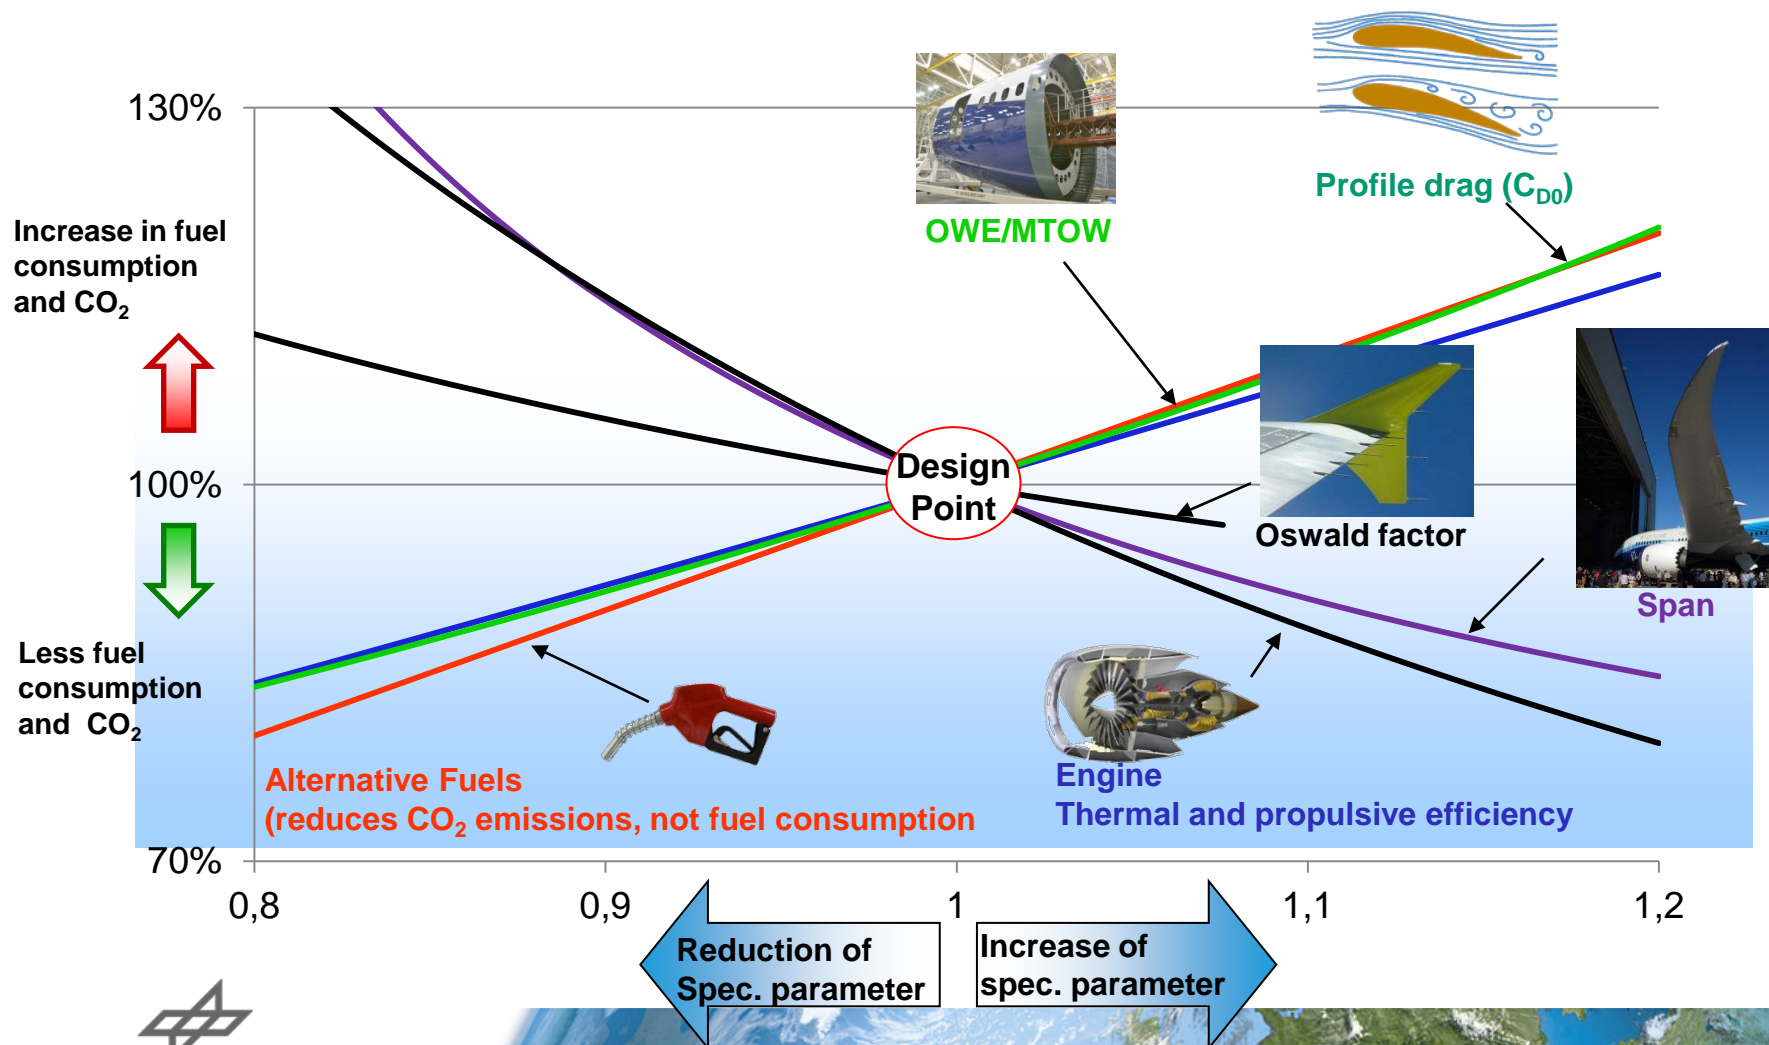 130%
Profile drag (CD0)
OWE/MTOW
Increase in fuel
consumption
and CO2
100%
Design
Point
Oswald factor
Span
Less fuel
consumption
and CO2
Alternative Fuels
(reduces CO2 emissions, not fuel consumption
Engine
Thermal and propulsive efficiency
70%
0,8
0,9
1
1,1
1,2
Reduction of
Spec. parameter
Increase of
spec. parameter